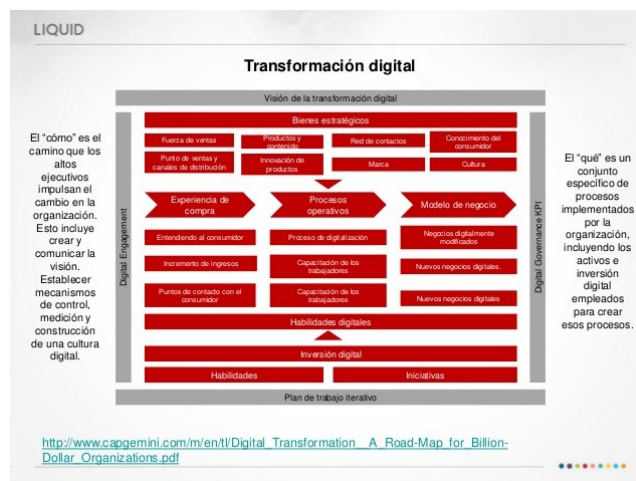 LIQUID
Transformación digital
Visión de la transformación digital
El "cómo" es el
camino que los
altos
ejecutivos
impulsan el
cambio en la
organización.
Esto incluye
crear y
comunicar la
visión.
Establecer
mecanismos
de control,
medición y
construcción
de una cultura
digital.
Digital Engagement
Bienes estratégicos
Fuerza de ventas
Productos y
contenido
Red de contactos
Conocimiento del
consumidor
Punto de ventas y
canales de distribución
Innovación de
productos
Marca
Cultura
Experiencia de
compra
Procesos
operativos
Modelo de negocio
Entendiendo al consumidor
Proceso de digitalización
Negocios digitalmente
modificados
Incremento de ingresos
Capacitación de los
trabajadores
Nuevos negocios digitales.
Puntos de contacto con el
consumidor
Capacitación de los
trabajadores
Nuevos negocios digitales
Habilidades digitales
Inversión digital
Habilidades
Iniciativas
Plan de trabajo iterativo
Digital Governance KPI
El "qué" es un
conjunto
específico de
procesos
implementados
por la
organización,
incluyendo los
activos e
inversión
digital
empleados
para crear
esos procesos.
http://www.capgemini.com/m/en/tl/Digital_Transformation__A_Road-Map_for_Billion-
Dollar_Organizations.pdf